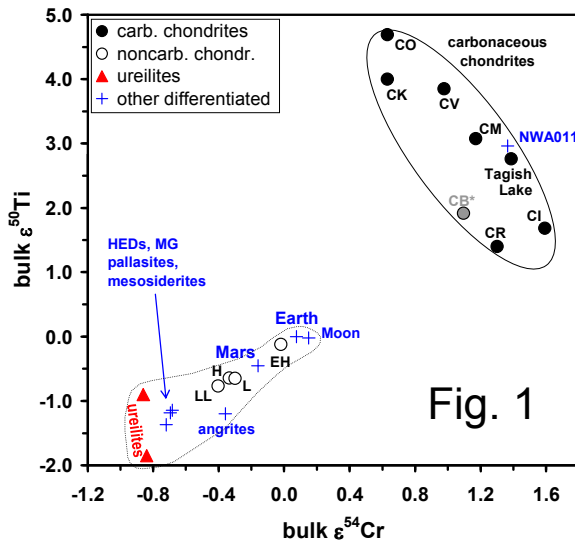 carb. chondrites
noncarb. chondr.
ureilites
other differentiated
CO
carbonaceous
chondrites
CK
CV
CM
NWA011
Tagish
Lake
CB*
CI
CR
HEDs, MG
pallasites,
mesosiderites
Earth
Moon
Mars
EH
H
L
LL
angrites
ureilites
Fig. 1
5.0
4.0
3.0
2.0
1.0
0.0
-1.0
-2.0
bulk ε50Ti
-1.2
-0.8
-0.4
0.0
0.4
0.8
1.2
1.6
bulk ε54Cr